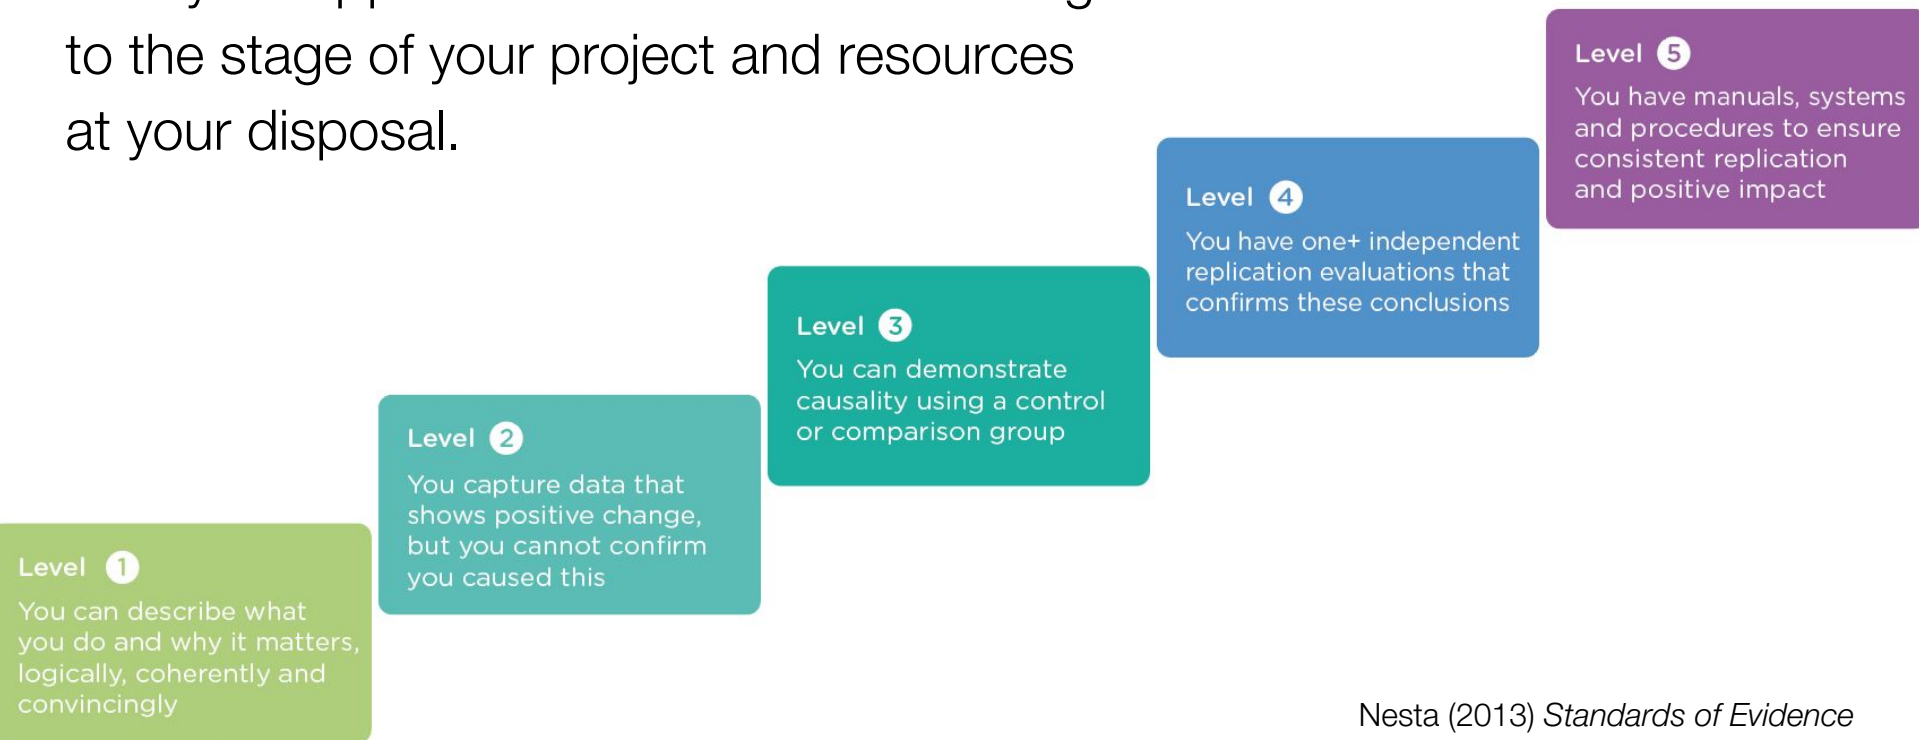 to the stage of your project and resources
at your disposal.
Level 5
You have manuals, systems
and procedures to ensure
consistent replication
and positive impact
Level 4
You have one+ independent
replication evaluations that
confirms these conclusions
Level 3
You can demonstrate
causality using a control
or comparison group
Level 2
You capture data that
shows positive change,
but you cannot confirm
you caused this
Level 1
You can describe what
you do and why it matters,
logically, coherently and
convincingly
Nesta (2013) Standards of Evidence